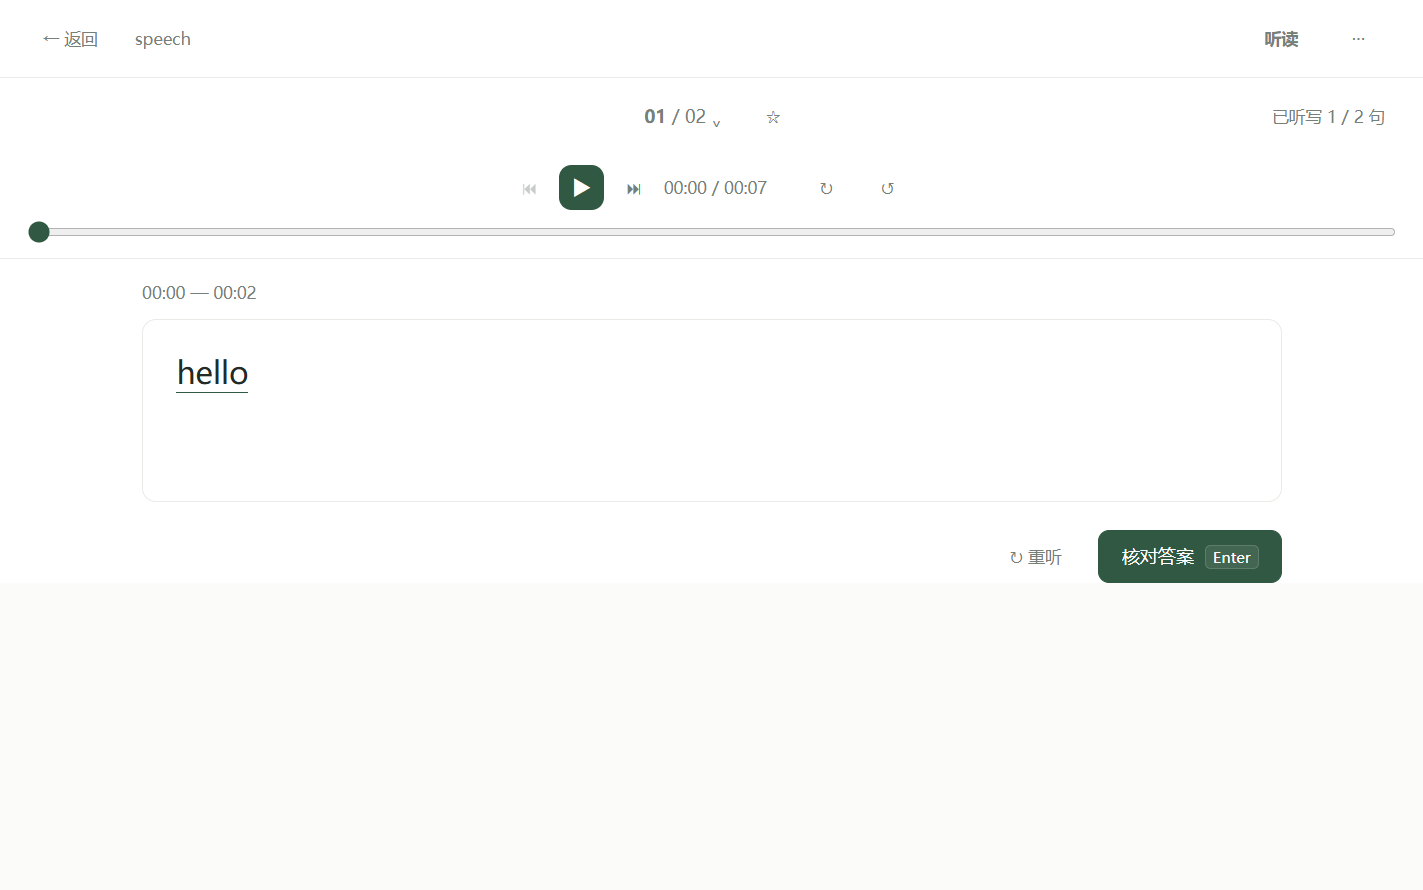 ← 返回 speech 听读 ...
01 / 02 ˅ ☆ 已听写 1 / 2 句
⏮ ▶ ⏭ 00:00 / 00:07 ↻ ↺
00:00 — 00:02
hello
↻ 重听 核对答案 Enter